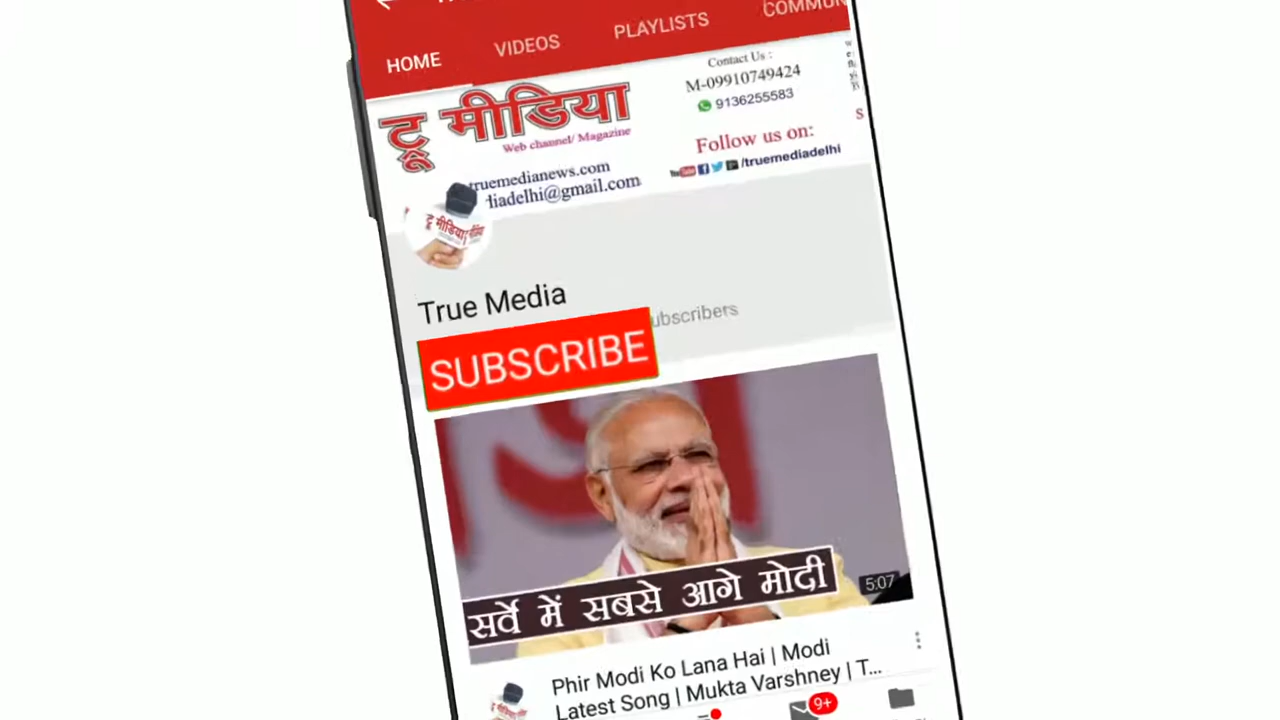 HOME VIDEOS PLAYLISTS COMMUN
टू मीडिया
Web channel/ Magazine
Contact Us :
M-09910749424
9136255583
Follow us on:
YouTube /truemediadelhi
truemedianews.com
diadelhi@gmail.com
टू मीडिया
True Media
SUBSCRIBE ubscribers
सर्वे में सबसे आगे मोदी
5:07
Phir Modi Ko Lana Hai | Modi
Latest Song | Mukta Varshney | T...
9+